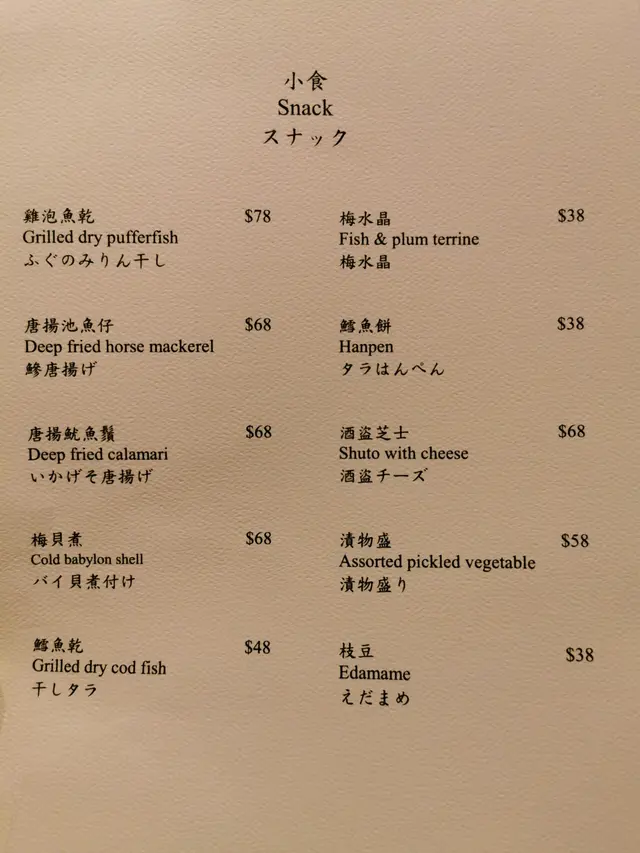 小食
Snack
スナック
雞泡魚乾 $78
Grilled dry pufferfish
ふぐのみりん干し
唐揚池魚仔 $68
Deep fried horse mackerel
鯵唐揚げ
唐揚魷魚鬚 $68
Deep fried calamari
いかげそ唐揚げ
梅貝煮 $68
Cold babylon shell
バイ貝煮付け
鱈魚乾 $48
Grilled dry cod fish
干しタラ
梅水晶 $38
Fish & plum terrine
梅水晶
鱈魚餅 $38
Hanpen
タラはんぺん
酒盗芝士 $68
Shuto with cheese
酒盗チーズ
漬物盛 $58
Assorted pickled vegetable
漬物盛り
枝豆 $38
Edamame
えだまめ